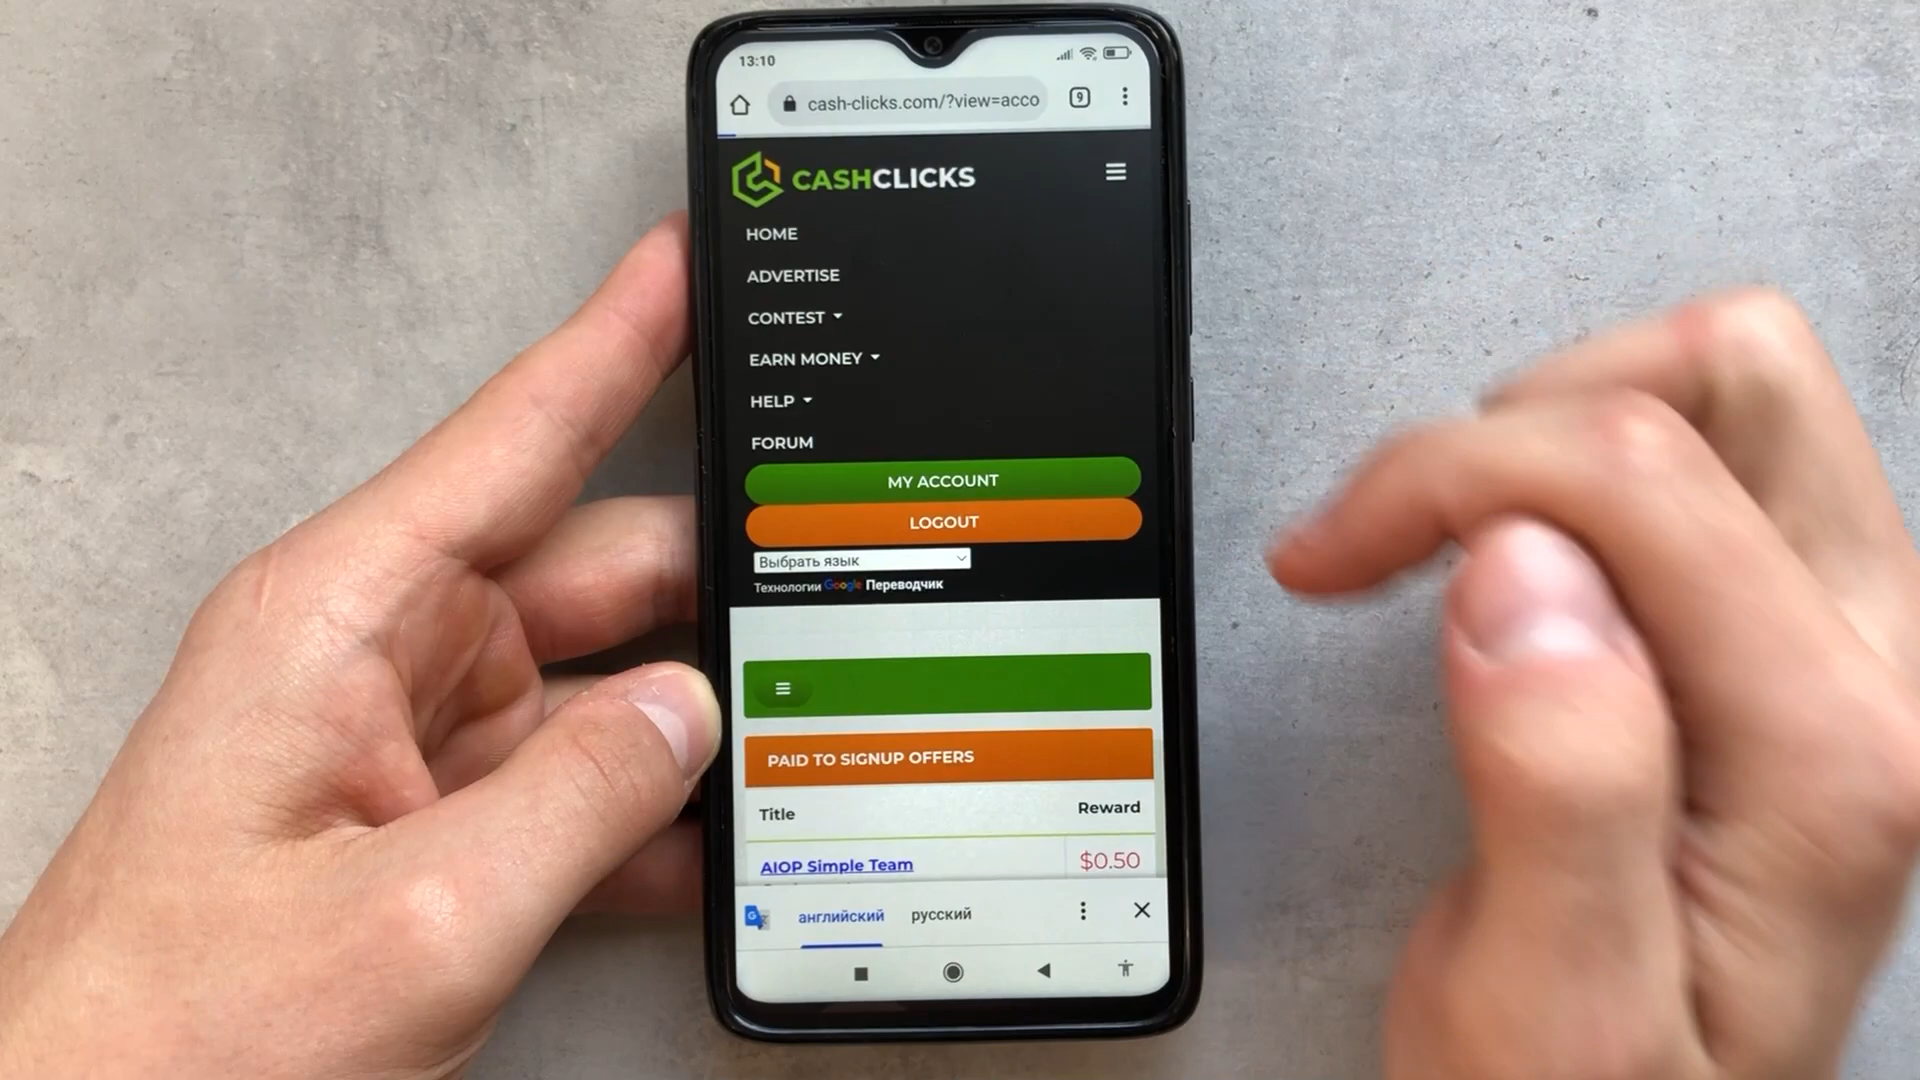 13:10
cash-clicks.com/?view=acco
9
CASHCLICKS
HOME
ADVERTISE
CONTEST
EARN MONEY
HELP
FORUM
MY ACCOUNT
LOGOUT
Выбрать язык
Технологии Google Переводчик
PAID TO SIGNUP OFFERS
Title Reward
AIOP Simple Team $0.50
английский русский